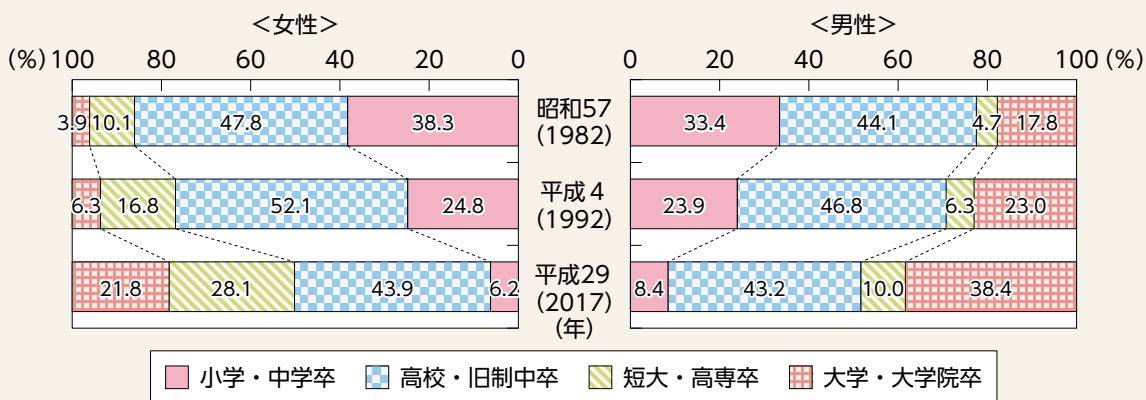 ＜女性＞ ＜男性＞
(%) 100 80 60 40 20 0 0 20 40 60 80 100 (%)
3.9 10.1 47.8 38.3 昭和57 33.4 44.1 4.7 17.8
(1982)
6.3 16.8 52.1 24.8 平成4 23.9 46.8 6.3 23.0
(1992)
21.8 28.1 43.9 6.2 平成29 8.4 43.2 10.0 38.4
(2017)
(年)
小学・中学卒 高校・旧制中卒 短大・高専卒 大学・大学院卒